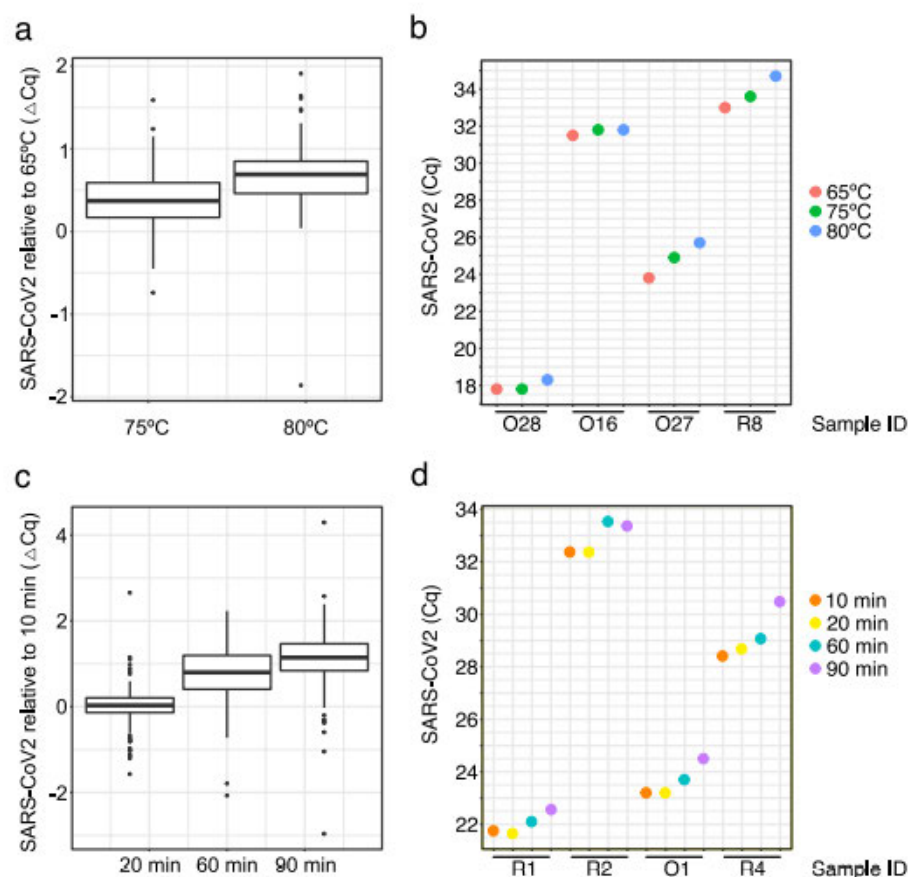 a
SARS-CoV2 relative to 65ºC (△Cq)
2
1
0
-1
-2
75ºC 80ºC
b
SARS-CoV2 (Cq)
34
32
30
28
26
24
22
20
18
O28 O16 O27 R8 Sample ID
65ºC
75ºC
80ºC
c
SARS-CoV2 relative to 10 min (△Cq)
4
2
0
-2
20 min 60 min 90 min
d
SARS-CoV2 (Cq)
34
32
30
28
26
24
22
R1 R2 O1 R4 Sample ID
10 min
20 min
60 min
90 min